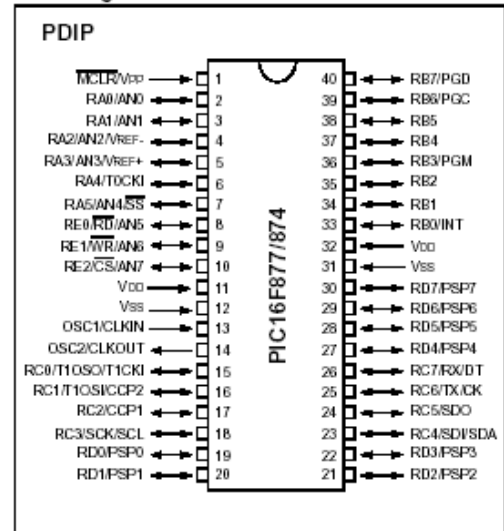 PDIP
MCLR/VPP 1 40 RB7/PGD
RA0/AN0 2 39 RB6/PGC
RA1/AN1 3 38 RB5
RA2/AN2/VREF- 4 37 RB4
RA3/AN3/VREF+ 5 36 RB3/PGM
RA4/T0CKI 6 35 RB2
RA5/AN4/SS 7 34 RB1
RE0/RD/AN5 8 33 RB0/INT
RE1/WR/AN6 9 32 VDD
RE2/CS/AN7 10 31 VSS
VDD 11 30 RD7/PSP7
VSS 12 29 RD6/PSP6
OSC1/CLKIN 13 28 RD5/PSP5
OSC2/CLKOUT 14 27 RD4/PSP4
RC0/T1OSO/T1CKI 15 26 RC7/RX/DT
RC1/T1OSI/CCP2 16 25 RC6/TX/CK
RC2/CCP1 17 24 RC5/SDO
RC3/SCK/SCL 18 23 RC4/SDI/SDA
RD0/PSP0 19 22 RD3/PSP3
RD1/PSP1 20 21 RD2/PSP2
PIC16F877/874